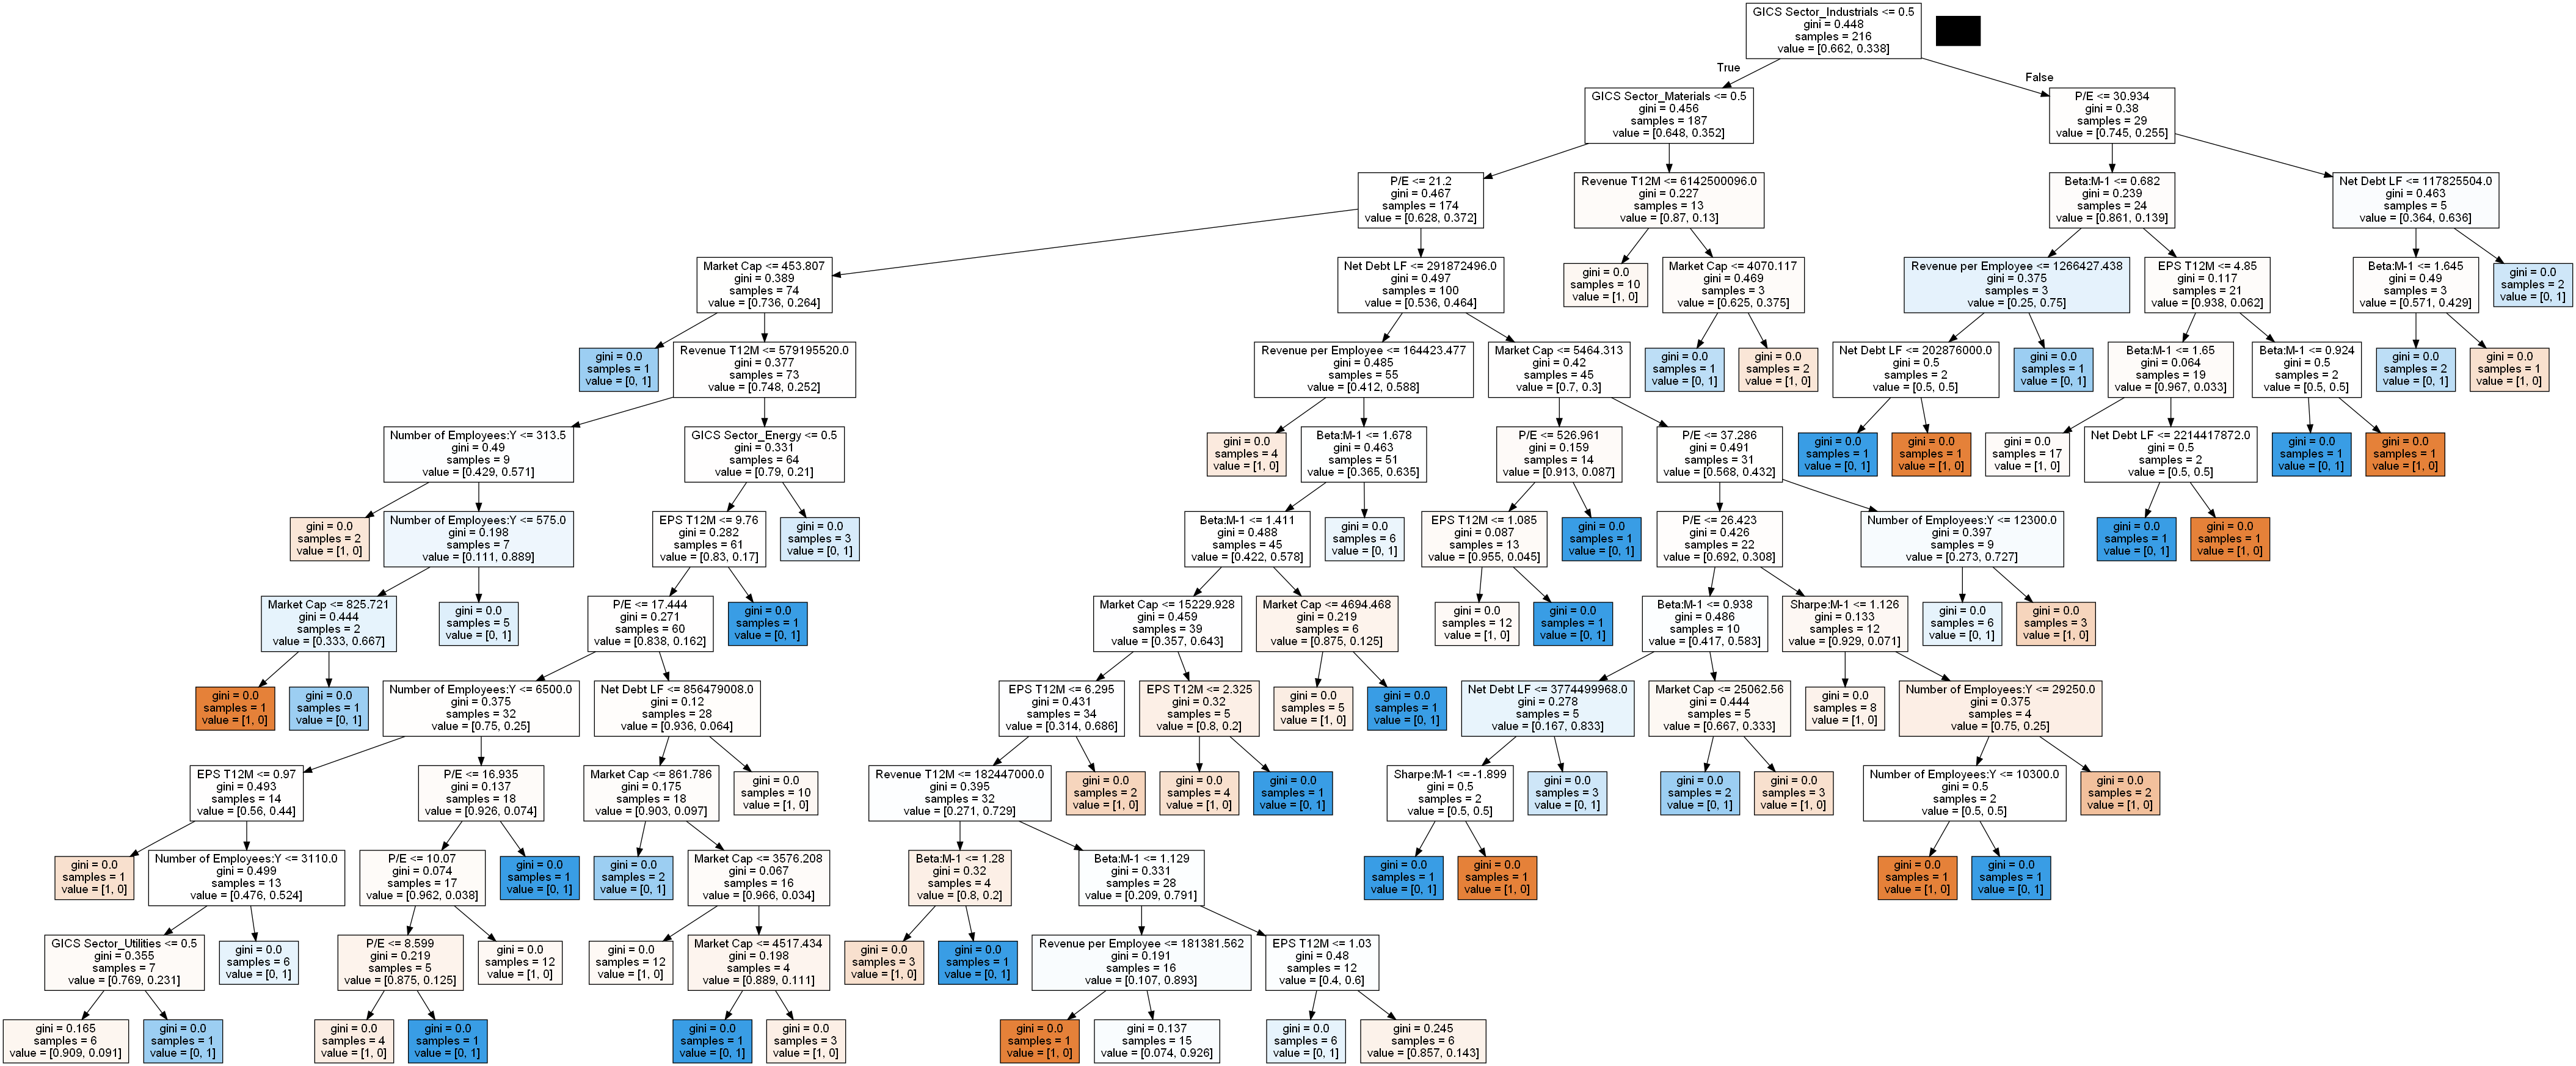 GICS Sector_Industrials <= 0.5
gini = 0.448
samples = 216
value = [0.662, 0.338]
True
False
GICS Sector_Materials <= 0.5
gini = 0.456
samples = 187
value = [0.648, 0.352]
P/E <= 30.934
gini = 0.38
samples = 29
value = [0.745, 0.255]
P/E <= 21.2
gini = 0.467
samples = 174
value = [0.628, 0.372]
Revenue T12M <= 6142500096.0
gini = 0.227
samples = 13
value = [0.87, 0.13]
Beta:M-1 <= 0.682
gini = 0.239
samples = 24
value = [0.861, 0.139]
Net Debt LF <= 117825504.0
gini = 0.463
samples = 5
value = [0.364, 0.636]
Market Cap <= 453.807
gini = 0.389
samples = 74
value = [0.736, 0.264]
Net Debt LF <= 291872496.0
gini = 0.497
samples = 100
value = [0.536, 0.464]
gini = 0.0
samples = 10
value = [1, 0]
Market Cap <= 4070.117
gini = 0.469
samples = 3
value = [0.625, 0.375]
Revenue per Employee <= 1266427.438
gini = 0.375
samples = 3
value = [0.25, 0.75]
EPS T12M <= 4.85
gini = 0.117
samples = 21
value = [0.938, 0.062]
Beta:M-1 <= 1.645
gini = 0.49
samples = 3
value = [0.571, 0.429]
gini = 0.0
samples = 2
value = [0, 1]
gini = 0.0
samples = 1
value = [0, 1]
Revenue T12M <= 579195520.0
gini = 0.377
samples = 73
value = [0.748, 0.252]
Revenue per Employee <= 164423.477
gini = 0.485
samples = 55
value = [0.412, 0.588]
Market Cap <= 5464.313
gini = 0.42
samples = 45
value = [0.7, 0.3]
gini = 0.0
samples = 1
value = [0, 1]
gini = 0.0
samples = 2
value = [1, 0]
Net Debt LF <= 202876000.0
gini = 0.5
samples = 2
value = [0.5, 0.5]
gini = 0.0
samples = 1
value = [0, 1]
Beta:M-1 <= 1.65
gini = 0.064
samples = 19
value = [0.967, 0.033]
Beta:M-1 <= 0.924
gini = 0.5
samples = 2
value = [0.5, 0.5]
gini = 0.0
samples = 2
value = [0, 1]
gini = 0.0
samples = 1
value = [1, 0]
Number of Employees:Y <= 313.5
gini = 0.49
samples = 9
value = [0.429, 0.571]
GICS Sector_Energy <= 0.5
gini = 0.331
samples = 64
value = [0.79, 0.21]
gini = 0.0
samples = 4
value = [1, 0]
Beta:M-1 <= 1.678
gini = 0.463
samples = 51
value = [0.365, 0.635]
P/E <= 526.961
gini = 0.159
samples = 14
value = [0.913, 0.087]
P/E <= 37.286
gini = 0.491
samples = 31
value = [0.568, 0.432]
gini = 0.0
samples = 1
value = [0, 1]
gini = 0.0
samples = 1
value = [1, 0]
gini = 0.0
samples = 17
value = [1, 0]
Net Debt LF <= 2214417872.0
gini = 0.5
samples = 2
value = [0.5, 0.5]
gini = 0.0
samples = 1
value = [0, 1]
gini = 0.0
samples = 1
value = [1, 0]
gini = 0.0
samples = 2
value = [1, 0]
Number of Employees:Y <= 575.0
gini = 0.198
samples = 7
value = [0.111, 0.889]
EPS T12M <= 9.76
gini = 0.282
samples = 61
value = [0.83, 0.17]
gini = 0.0
samples = 3
value = [0, 1]
Beta:M-1 <= 1.411
gini = 0.488
samples = 45
value = [0.422, 0.578]
gini = 0.0
samples = 6
value = [0, 1]
EPS T12M <= 1.085
gini = 0.087
samples = 13
value = [0.955, 0.045]
gini = 0.0
samples = 1
value = [0, 1]
P/E <= 26.423
gini = 0.426
samples = 22
value = [0.692, 0.308]
Number of Employees:Y <= 12300.0
gini = 0.397
samples = 9
value = [0.273, 0.727]
gini = 0.0
samples = 1
value = [0, 1]
gini = 0.0
samples = 1
value = [1, 0]
Market Cap <= 825.721
gini = 0.444
samples = 2
value = [0.333, 0.667]
gini = 0.0
samples = 5
value = [0, 1]
P/E <= 17.444
gini = 0.271
samples = 60
value = [0.838, 0.162]
gini = 0.0
samples = 1
value = [0, 1]
Market Cap <= 15229.928
gini = 0.459
samples = 39
value = [0.357, 0.643]
Market Cap <= 4694.468
gini = 0.219
samples = 6
value = [0.875, 0.125]
gini = 0.0
samples = 12
value = [1, 0]
gini = 0.0
samples = 1
value = [0, 1]
Beta:M-1 <= 0.938
gini = 0.486
samples = 10
value = [0.417, 0.583]
Sharpe:M-1 <= 1.126
gini = 0.133
samples = 12
value = [0.929, 0.071]
gini = 0.0
samples = 6
value = [0, 1]
gini = 0.0
samples = 3
value = [1, 0]
gini = 0.0
samples = 1
value = [1, 0]
gini = 0.0
samples = 1
value = [0, 1]
Number of Employees:Y <= 6500.0
gini = 0.375
samples = 32
value = [0.75, 0.25]
Net Debt LF <= 856479008.0
gini = 0.12
samples = 28
value = [0.936, 0.064]
EPS T12M <= 6.295
gini = 0.431
samples = 34
value = [0.314, 0.686]
EPS T12M <= 2.325
gini = 0.32
samples = 5
value = [0.8, 0.2]
gini = 0.0
samples = 5
value = [1, 0]
gini = 0.0
samples = 1
value = [0, 1]
Net Debt LF <= 3774499968.0
gini = 0.278
samples = 5
value = [0.167, 0.833]
Market Cap <= 25062.56
gini = 0.444
samples = 5
value = [0.667, 0.333]
gini = 0.0
samples = 8
value = [1, 0]
Number of Employees:Y <= 29250.0
gini = 0.375
samples = 4
value = [0.75, 0.25]
EPS T12M <= 0.97
gini = 0.493
samples = 14
value = [0.56, 0.44]
P/E <= 16.935
gini = 0.137
samples = 18
value = [0.926, 0.074]
Market Cap <= 861.786
gini = 0.175
samples = 18
value = [0.903, 0.097]
gini = 0.0
samples = 10
value = [1, 0]
Revenue T12M <= 182447000.0
gini = 0.395
samples = 32
value = [0.271, 0.729]
gini = 0.0
samples = 2
value = [1, 0]
gini = 0.0
samples = 4
value = [1, 0]
gini = 0.0
samples = 1
value = [0, 1]
Sharpe:M-1 <= -1.899
gini = 0.5
samples = 2
value = [0.5, 0.5]
gini = 0.0
samples = 3
value = [0, 1]
gini = 0.0
samples = 2
value = [0, 1]
gini = 0.0
samples = 3
value = [1, 0]
Number of Employees:Y <= 10300.0
gini = 0.5
samples = 2
value = [0.5, 0.5]
gini = 0.0
samples = 2
value = [1, 0]
gini = 0.0
samples = 1
value = [1, 0]
Number of Employees:Y <= 3110.0
gini = 0.499
samples = 13
value = [0.476, 0.524]
P/E <= 10.07
gini = 0.074
samples = 17
value = [0.962, 0.038]
gini = 0.0
samples = 1
value = [0, 1]
gini = 0.0
samples = 2
value = [0, 1]
Market Cap <= 3576.208
gini = 0.067
samples = 16
value = [0.966, 0.034]
Beta:M-1 <= 1.28
gini = 0.32
samples = 4
value = [0.8, 0.2]
Beta:M-1 <= 1.129
gini = 0.331
samples = 28
value = [0.209, 0.791]
gini = 0.0
samples = 1
value = [0, 1]
gini = 0.0
samples = 1
value = [1, 0]
gini = 0.0
samples = 1
value = [1, 0]
gini = 0.0
samples = 1
value = [0, 1]
GICS Sector_Utilities <= 0.5
gini = 0.355
samples = 7
value = [0.769, 0.231]
gini = 0.0
samples = 6
value = [0, 1]
P/E <= 8.599
gini = 0.219
samples = 5
value = [0.875, 0.125]
gini = 0.0
samples = 12
value = [1, 0]
gini = 0.0
samples = 12
value = [1, 0]
Market Cap <= 4517.434
gini = 0.198
samples = 4
value = [0.889, 0.111]
gini = 0.0
samples = 3
value = [1, 0]
gini = 0.0
samples = 1
value = [0, 1]
Revenue per Employee <= 181381.562
gini = 0.191
samples = 16
value = [0.107, 0.893]
EPS T12M <= 1.03
gini = 0.48
samples = 12
value = [0.4, 0.6]
gini = 0.165
samples = 6
value = [0.909, 0.091]
gini = 0.0
samples = 1
value = [0, 1]
gini = 0.0
samples = 4
value = [1, 0]
gini = 0.0
samples = 1
value = [0, 1]
gini = 0.0
samples = 1
value = [0, 1]
gini = 0.0
samples = 3
value = [1, 0]
gini = 0.0
samples = 1
value = [1, 0]
gini = 0.137
samples = 15
value = [0.074, 0.926]
gini = 0.0
samples = 6
value = [0, 1]
gini = 0.245
samples = 6
value = [0.857, 0.143]